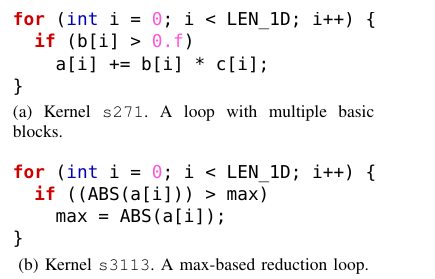 for (int i = 0; i < LEN_1D; i++) {
  if (b[i] > 0.f)
    a[i] += b[i] * c[i];
}
(a) Kernel s271. A loop with multiple basic
blocks.
for (int i = 0; i < LEN_1D; i++) {
  if ((ABS(a[i])) > max)
    max = ABS(a[i]);
}
(b) Kernel s3113. A max-based reduction loop.